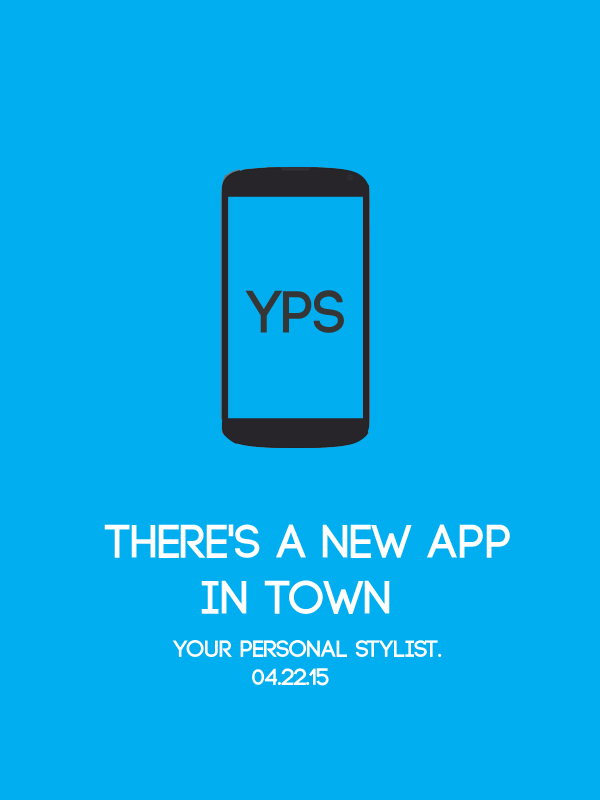 YPS
THERE'S A NEW APP
IN TOWN
YOUR PERSONAL STYLIST.
04.22.15